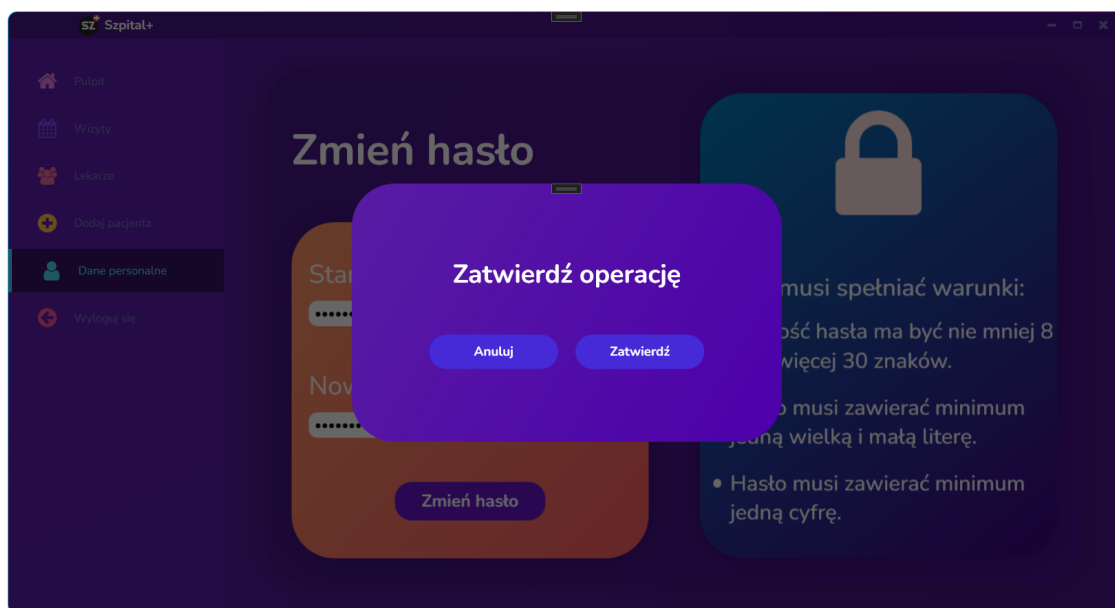 SZ+ Szpital+
Pulpit
Wizyty
Lekarze
Dodaj pacjenta
Dane personalne
Wyloguj się
Zmień hasło
Zatwierdź operację
Anuluj
Zatwierdź
Zmień hasło
musi spełniać warunki:
hasła ma być nie mniej 8
więcej 30 znaków.
musi zawierać minimum
jedną wielką i małą literę.
• Hasło musi zawierać minimum
jedną cyfrę.